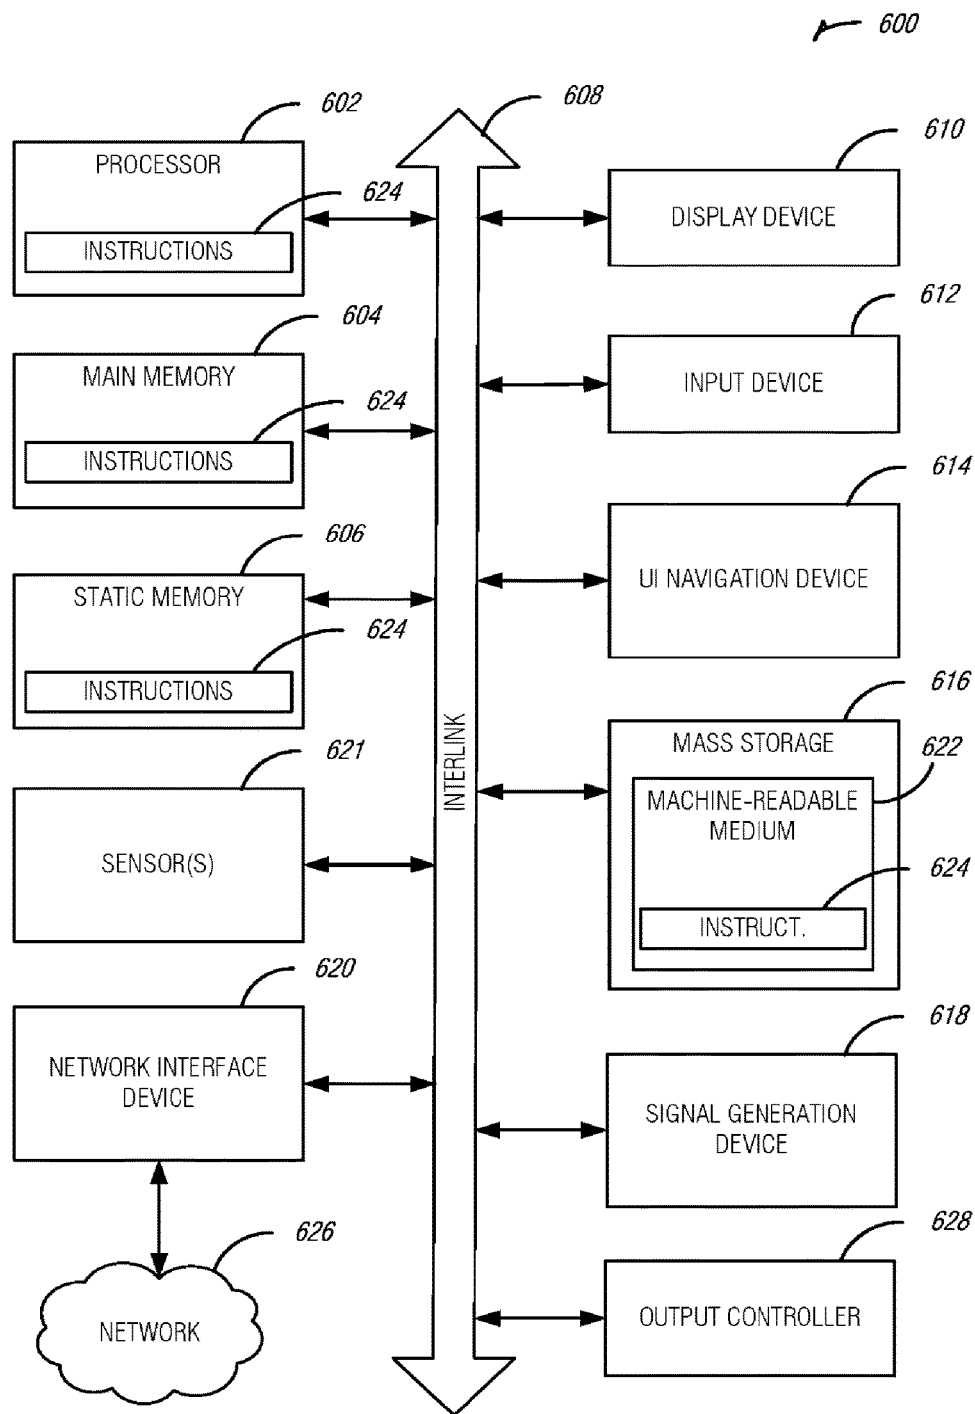 600
602
PROCESSOR
624
INSTRUCTIONS
604
MAIN MEMORY
624
INSTRUCTIONS
606
STATIC MEMORY
624
INSTRUCTIONS
621
SENSOR(S)
620
NETWORK INTERFACE
DEVICE
626
NETWORK
608
INTERLINK
610
DISPLAY DEVICE
612
INPUT DEVICE
614
UI NAVIGATION DEVICE
616
MASS STORAGE
622
MACHINE-READABLE
MEDIUM
624
INSTRUCT.
618
SIGNAL GENERATION
DEVICE
628
OUTPUT CONTROLLER